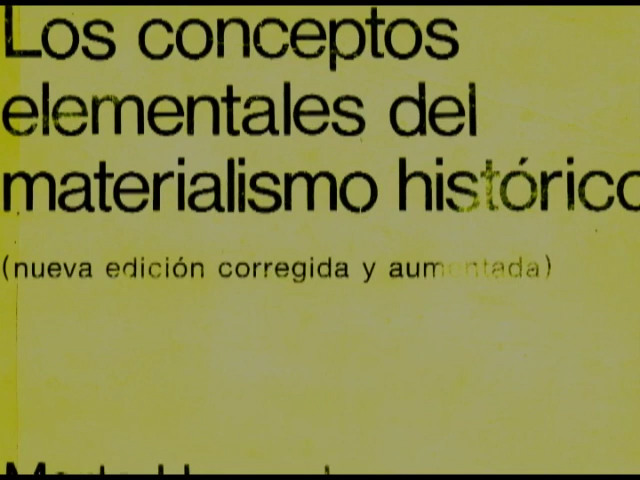 Los conceptos
elementales del
materialismo histórico
(nueva edición corregida y aumentada)